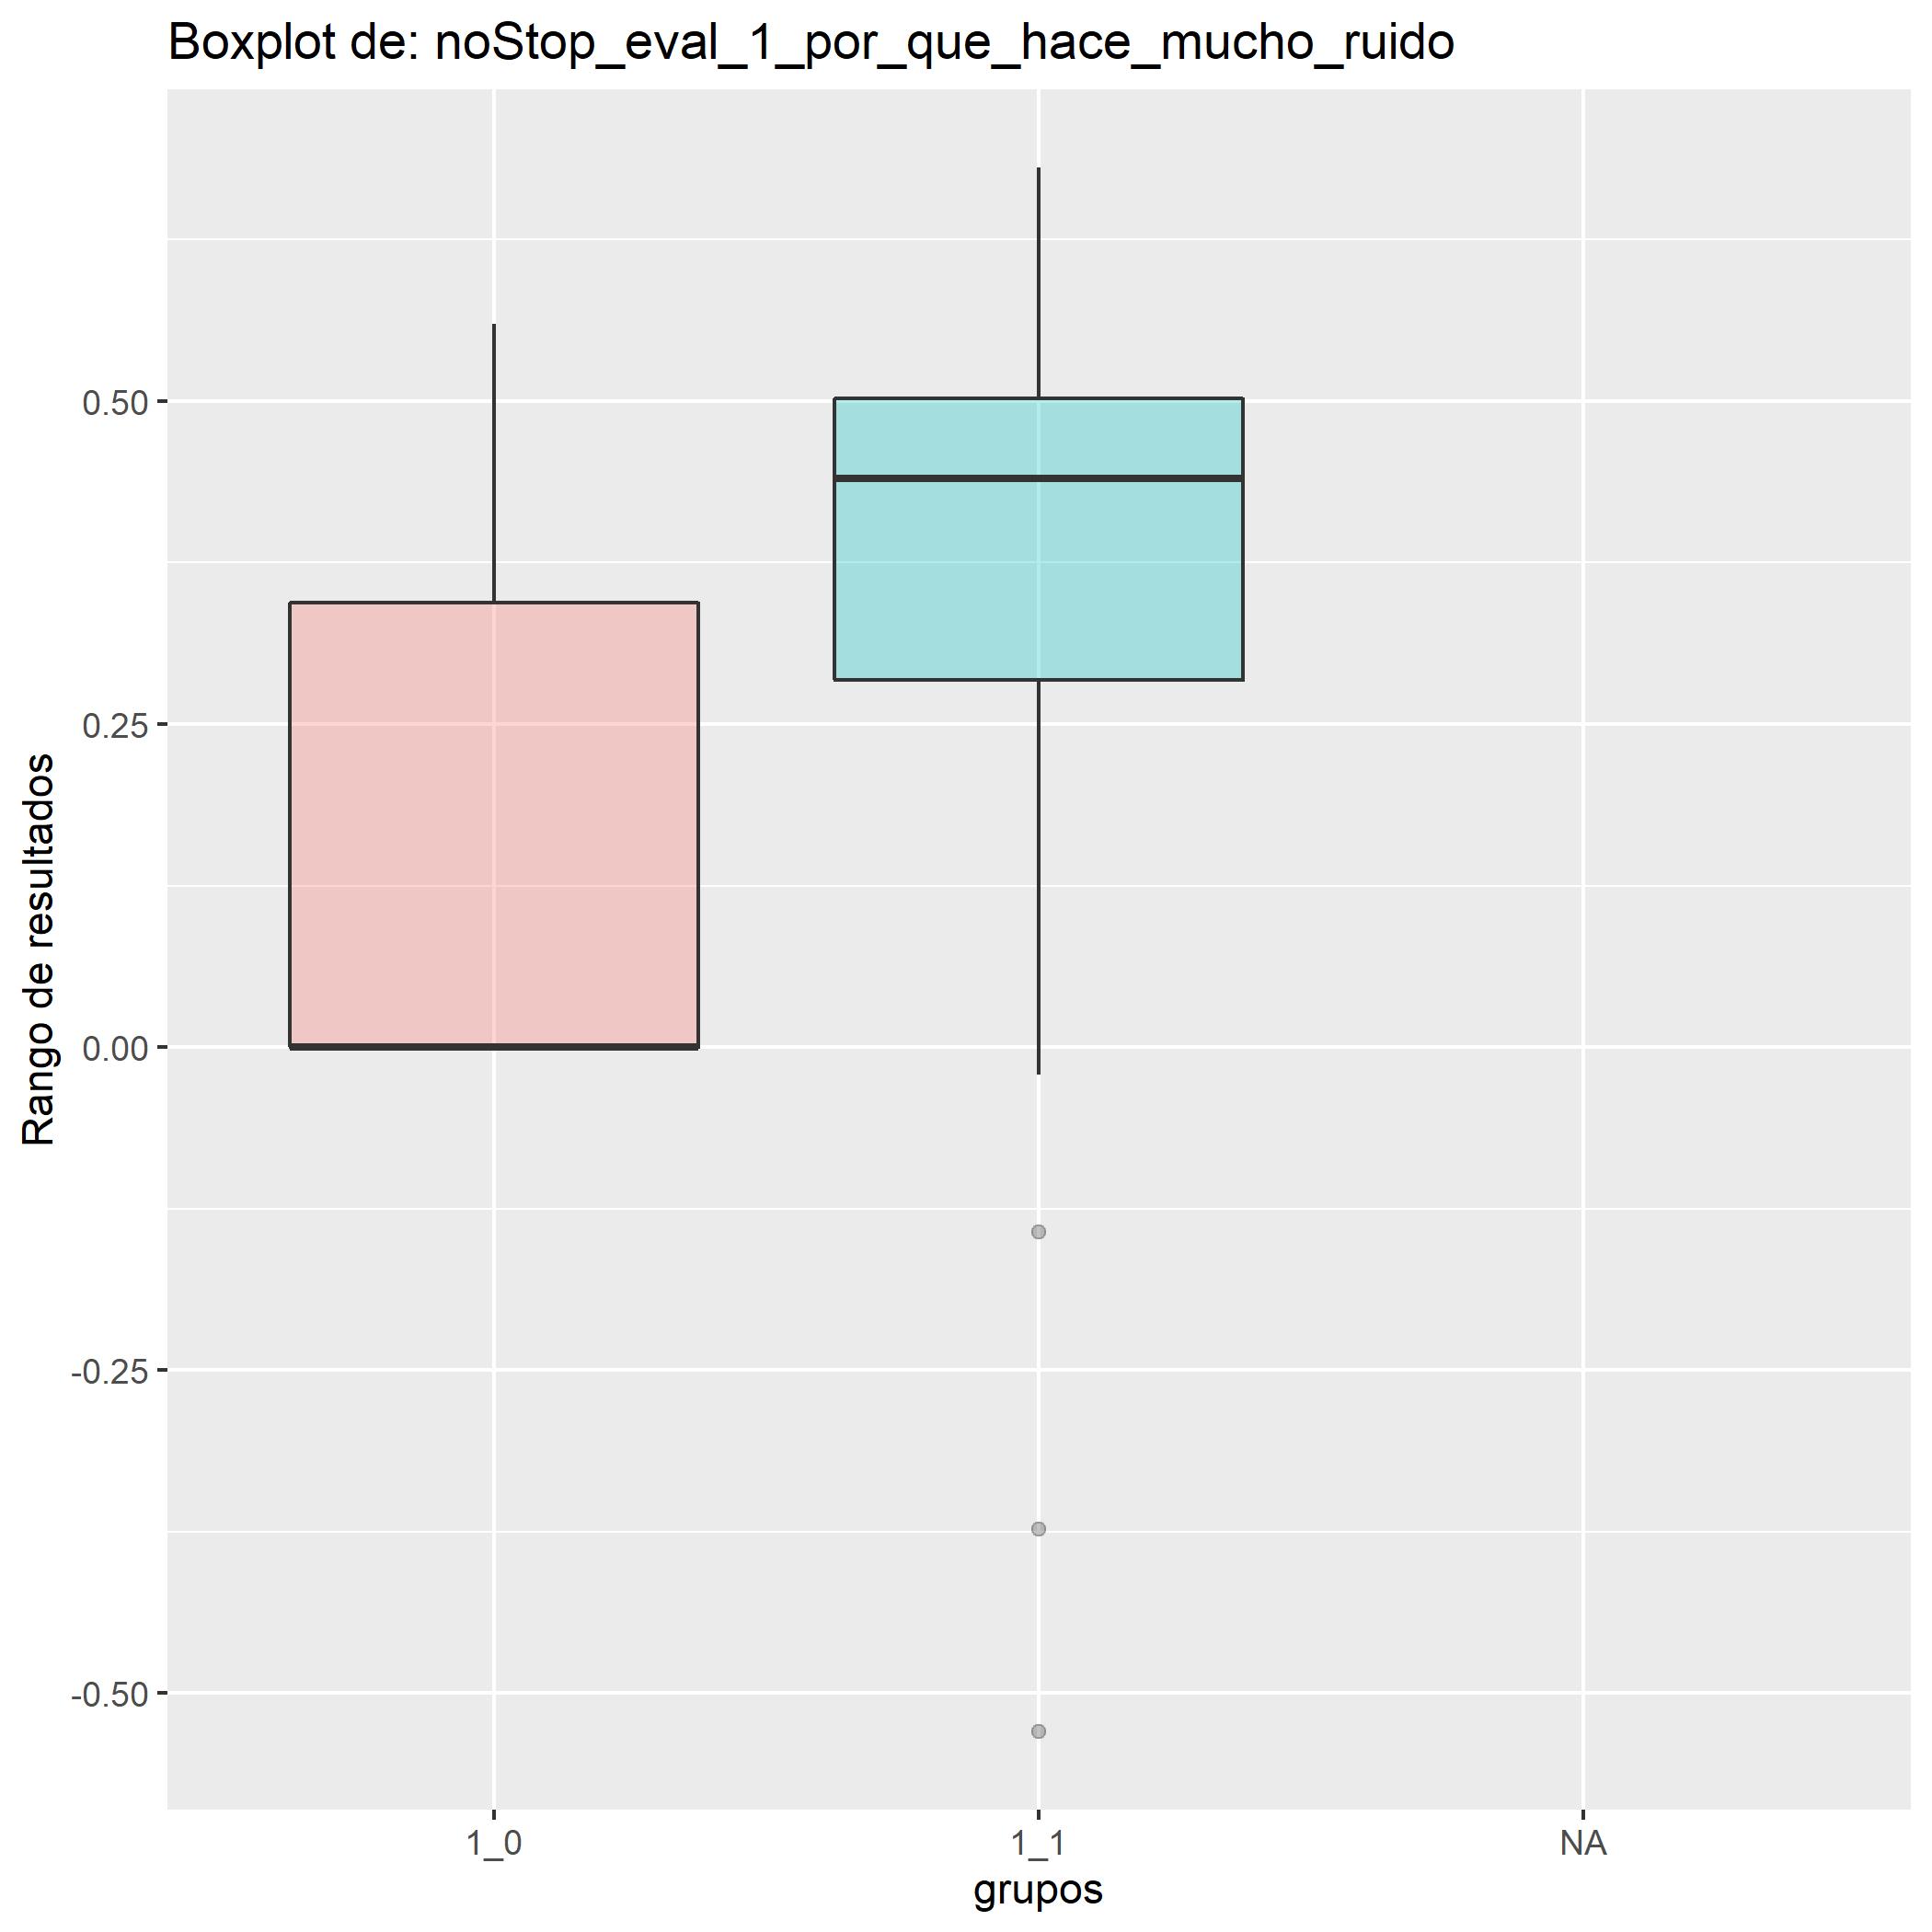 Boxplot de: noStop_eval_1_por_que_hace_mucho_ruido
Rango de resultados
0.50
0.25
0.00
-0.25
-0.50
1_0
1_1
NA
grupos